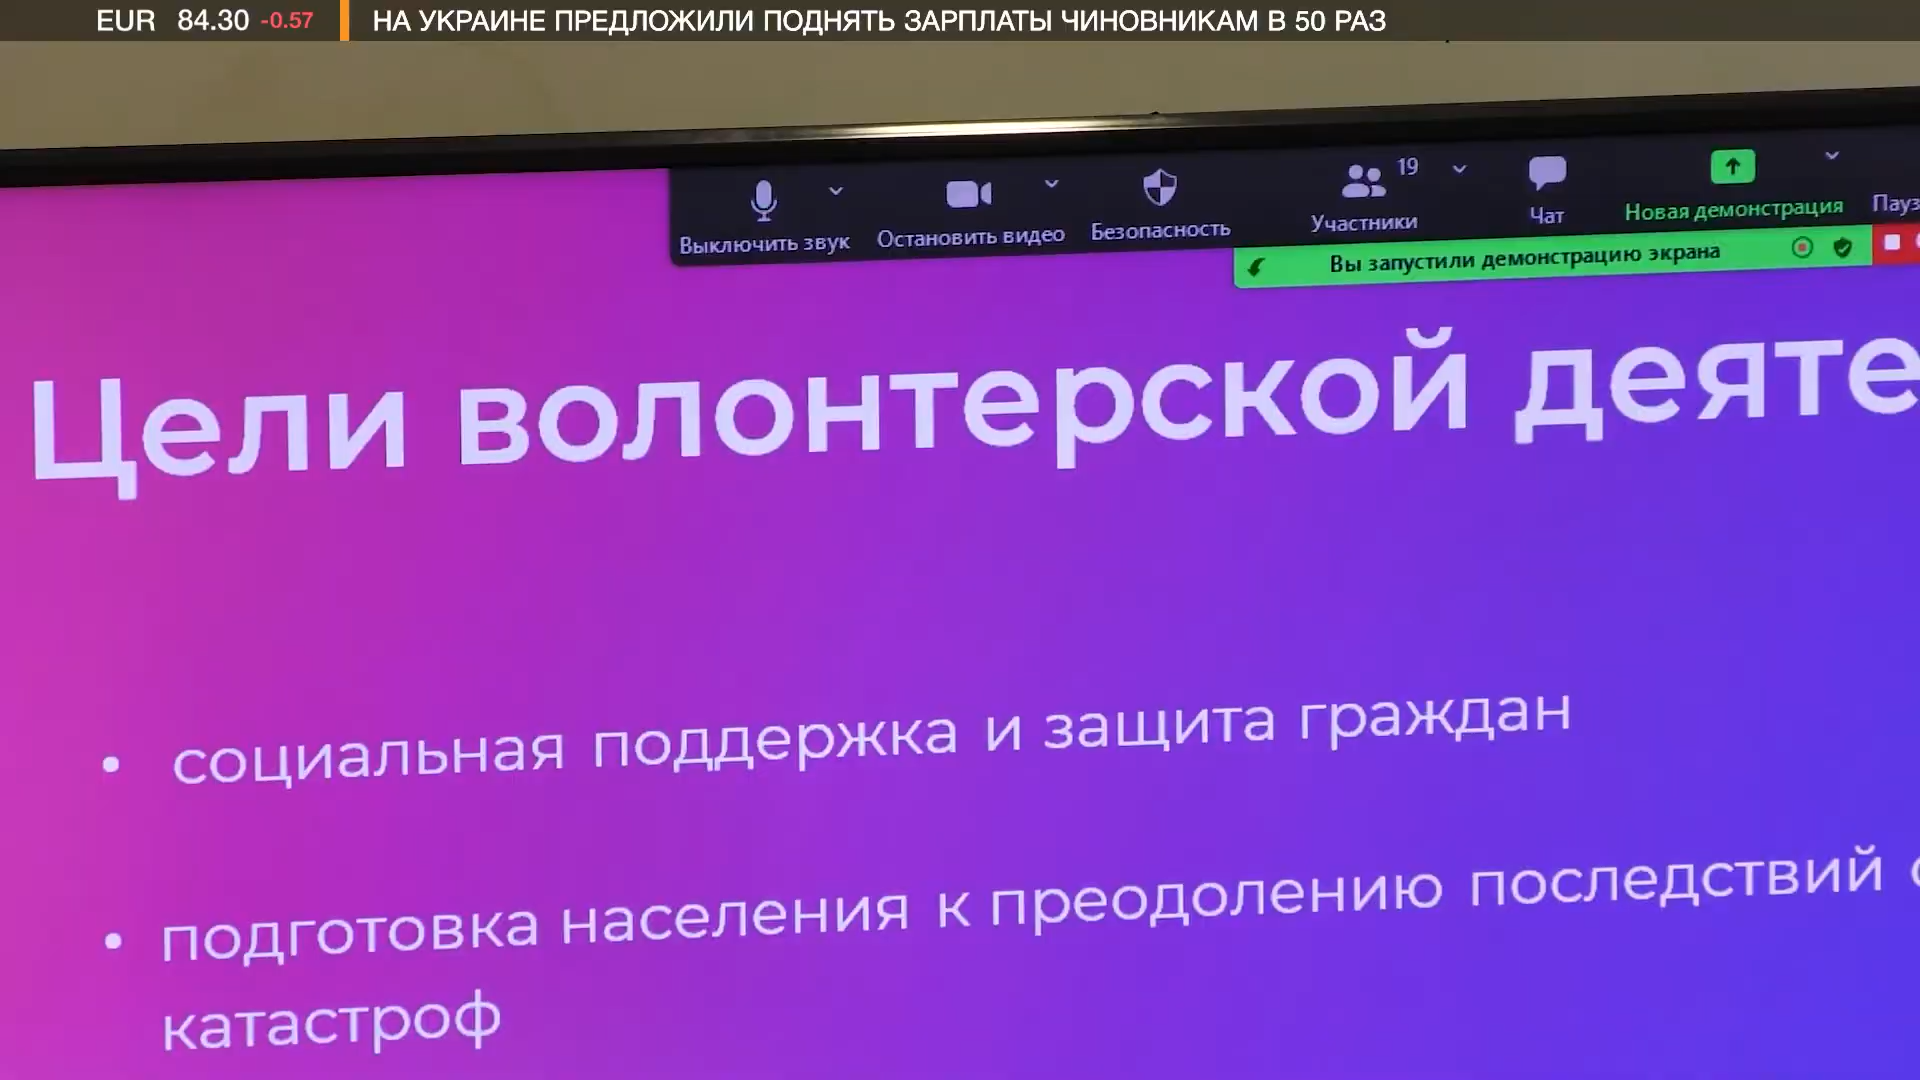 EUR 84.30 -0.57 НА УКРАИНЕ ПРЕДЛОЖИЛИ ПОДНЯТЬ ЗАРПЛАТЫ ЧИНОВНИКАМ В 50 РАЗ
19
Выключить звук Остановить видео Безопасность Участники Чат Новая демонстрация
Вы запустили демонстрацию экрана
Цели волонтерской
• социальная поддержка и защита граждан
• подготовка населения к преодолению последствий
катастроф